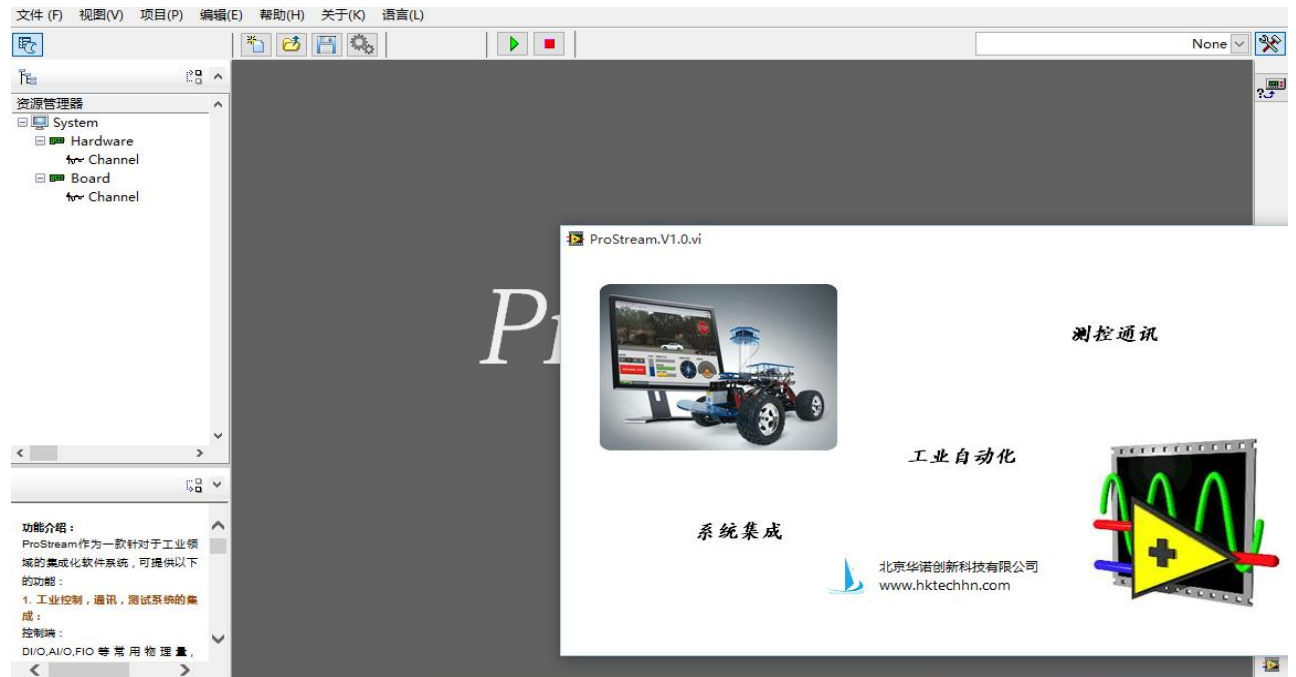 文件 (F) 视图(V) 项目(P) 编辑(E) 帮助(H) 关于(K) 语言(L)
None
资源管理器
System
Hardware
Channel
Board
Channel
功能介绍：
ProStream作为一款针对于工业领
域的集成化软件系统，可提供以下
的功能：
1. 工业控制，通讯，测试系统的集
成：
控制端：
DI/O,AI/O,FIO 等常用物理量，
ProStream.V1.0.vi
测控通讯
工业自动化
系统集成
北京华诺创新科技有限公司
www.hktechhn.com